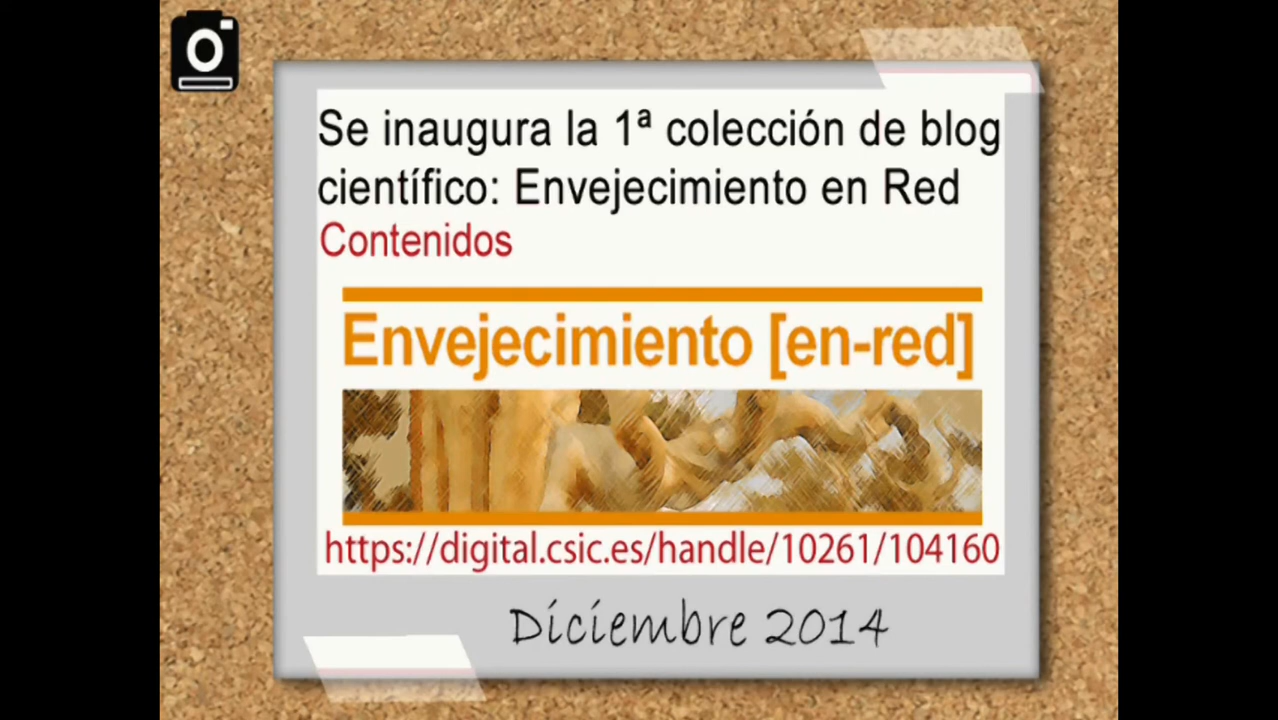 Se inaugura la 1ª colección de blog
científico: Envejecimiento en Red
Contenidos
Envejecimiento [en-red]
https://digital.csic.es/handle/10261/104160
Diciembre 2014